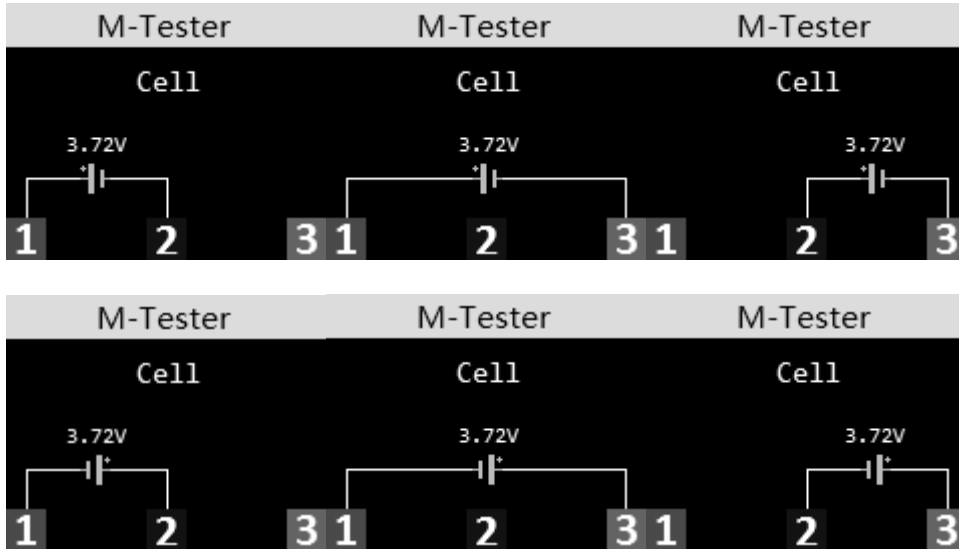 M-Tester M-Tester M-Tester
Cell Cell Cell
3.72V 3.72V 3.72V
+ + +
1 2 3 1 2 3 1 2 3
M-Tester M-Tester M-Tester
Cell Cell Cell
3.72V 3.72V 3.72V
+ + +
1 2 3 1 2 3 1 2 3